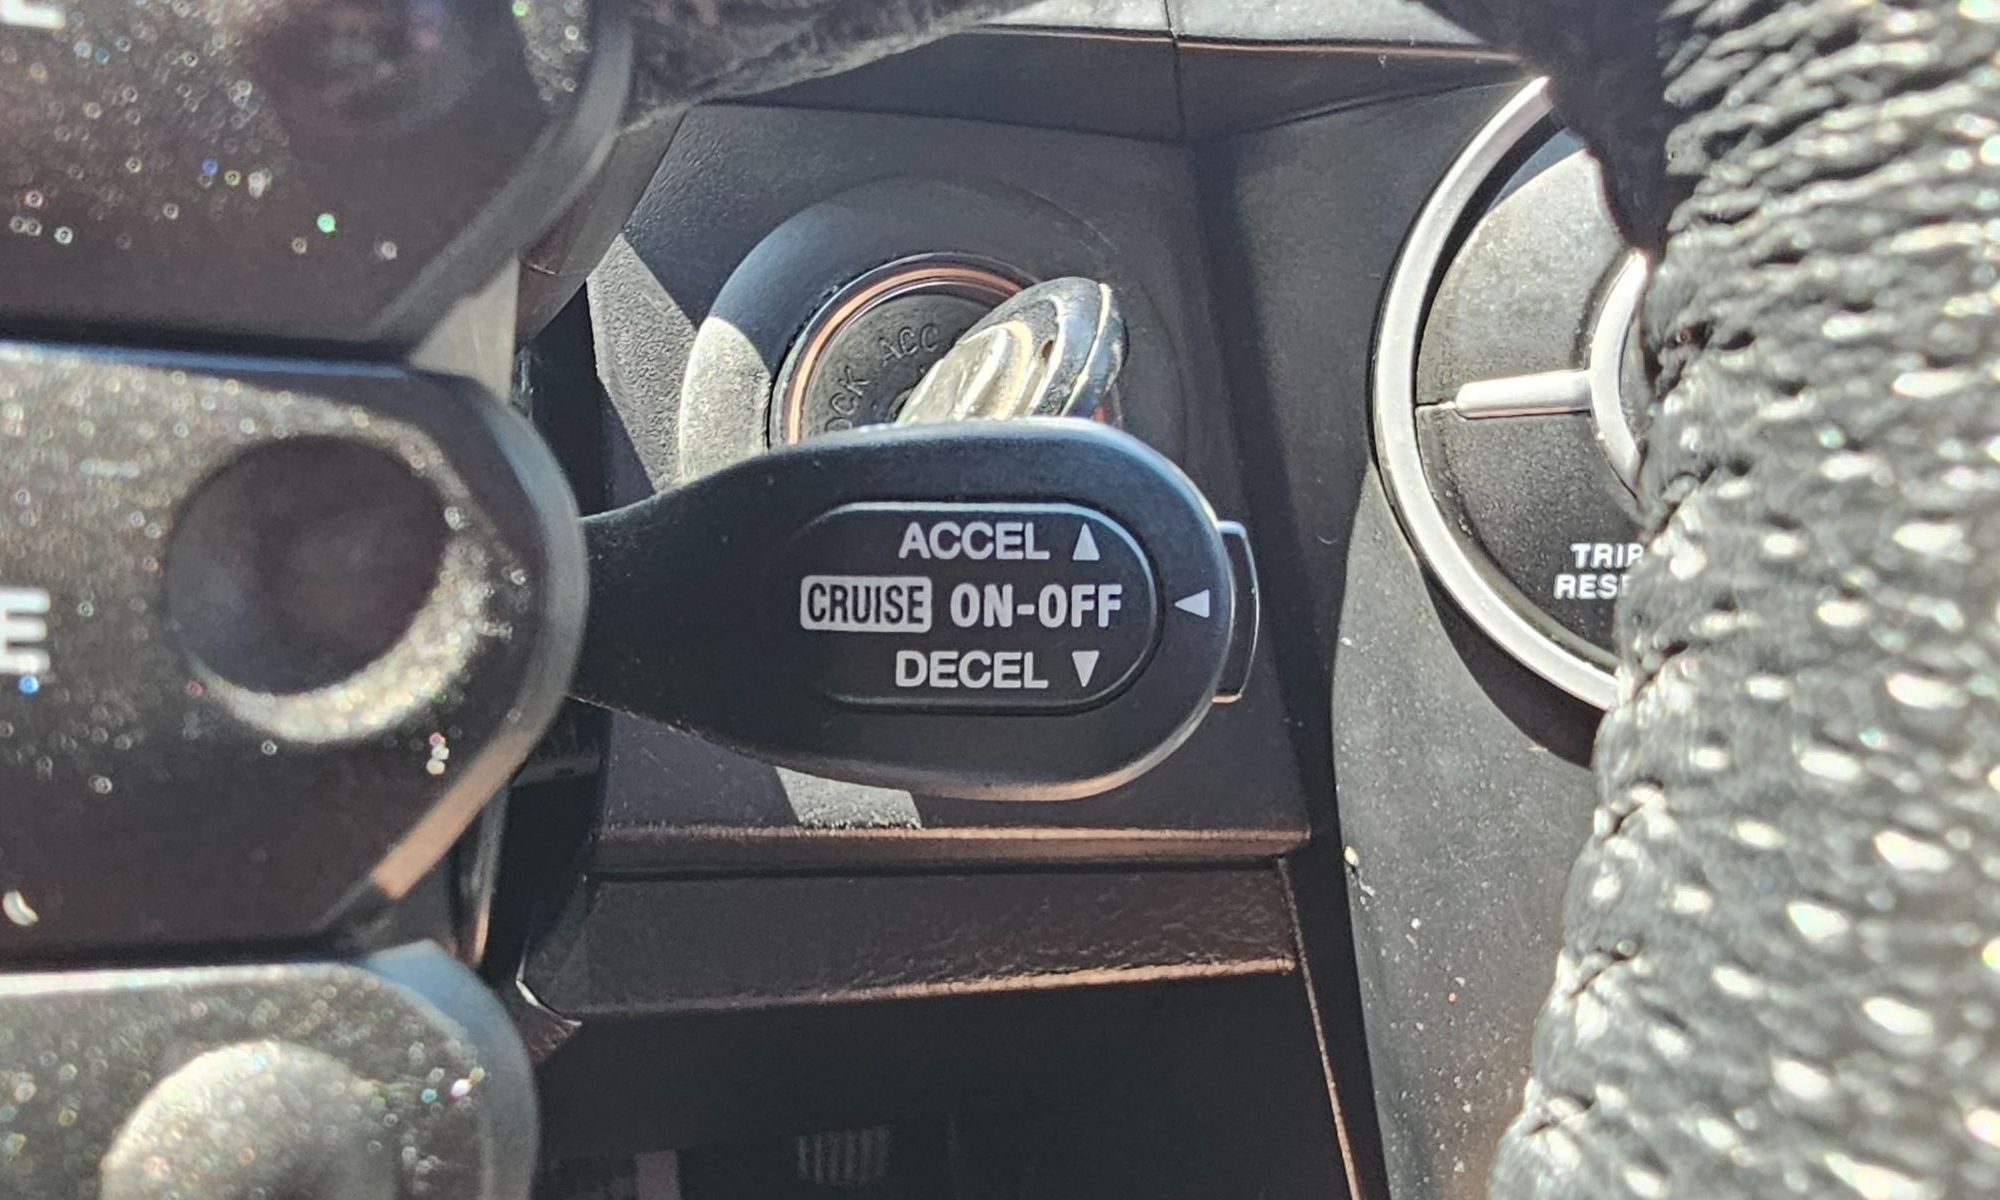 ACC
ACCEL ▲
CRUISE ON-OFF ◀
DECEL ▼